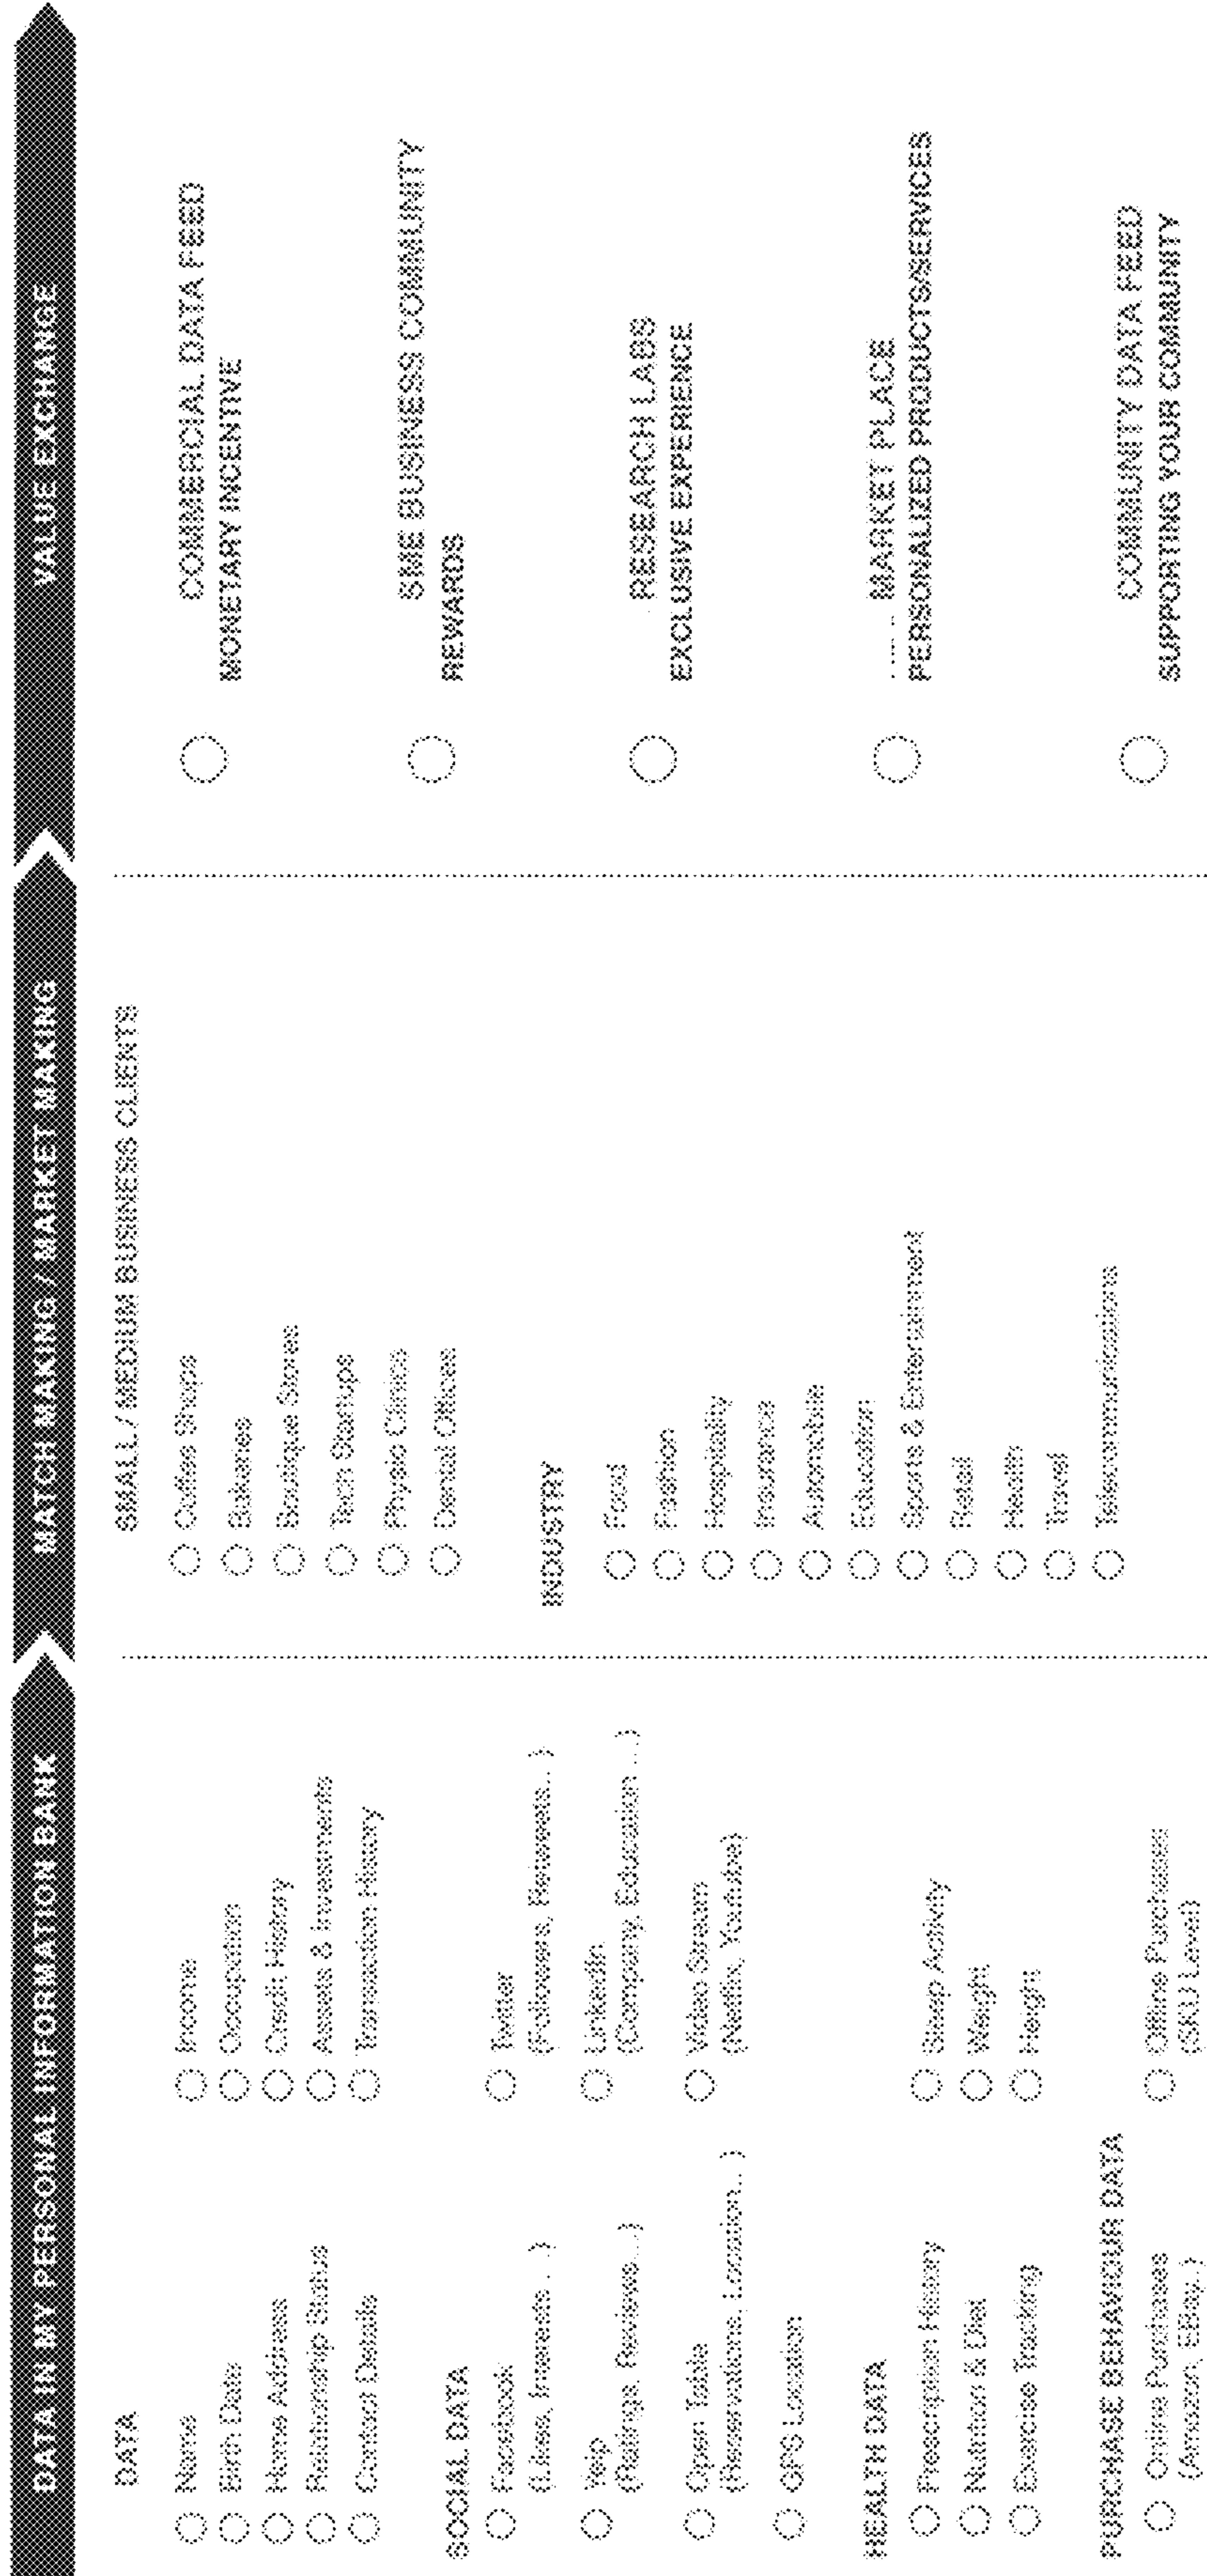 DATA IN BY PERSONAL INFORMATION BANK
DATA
Name
Birth Date
Home Address
Relationship Status
Contact Details
Income
Occupation
Credit History
Assets & Investments
Transaction History
SOCIAL DATA
Facebook
(Likes, Interests...)
Yelp
(Ratings, Reviews...)
Open Table
(Reservations, Location...)
GPS Location
Twitter
(Followers, Retweets...)
LinkedIn
(Company, Education ...)
Video Stream
(Netflix, Youtube)
HEALTH DATA
Prescription History
Nutrition & Diet
Exercise Tracking
Sleep Activity
Weight
Height
PURCHASE BEHAVIOUR DATA
Online Purchases
(Amazon, EBay..)
Offline Purchases
(SKU Level)
MATCH MAKING / MARKET MAKING
SMALL / MEDIUM BUSINESS CLIENTS
Coffee Shops
Bakeries
Boutique Stores
Tech Startups
Physio Clinics
Dental Offices
INDUSTRY
Food
Fashion
Hospitality
Insurance
Automobile
Education
Sports & Entertainment
Retail
Health
Travel
Telecommunications
VALUE EXCHANGE
COMMERCIAL DATA FEED
MONETARY INCENTIVE
SME BUSINESS COMMUNITY
REWARDS
RESEARCH LABS
EXCLUSIVE EXPERIENCE
MARKET PLACE
PERSONALIZED PRODUCTS/SERVICES
COMMUNITY DATA FEED
SUPPORTING YOUR COMMUNITY